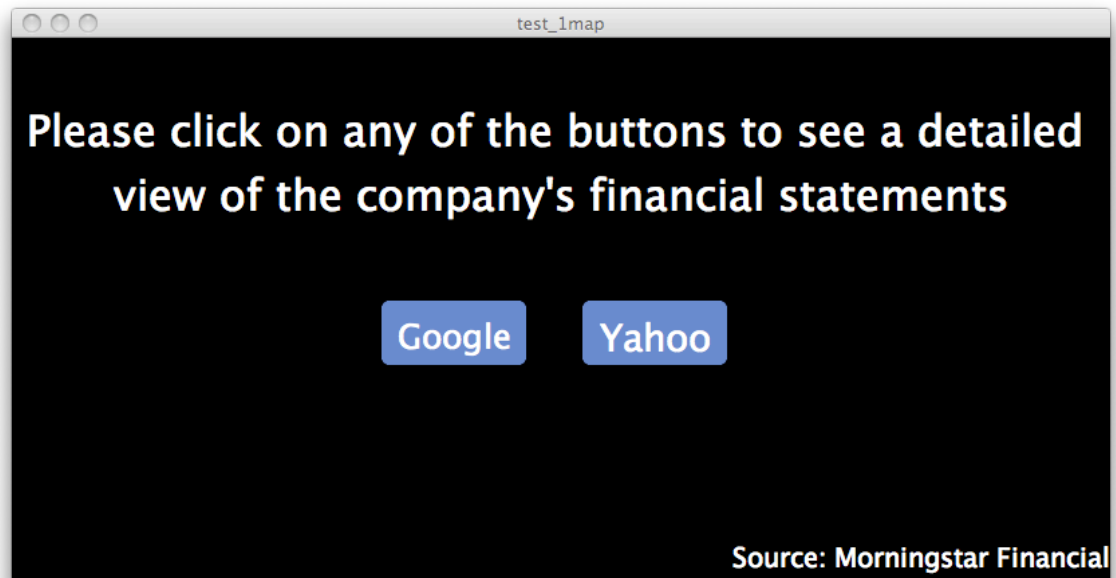 test_1map
Please click on any of the buttons to see a detailed
view of the company's financial statements
Google
Yahoo
Source: Morningstar Financial